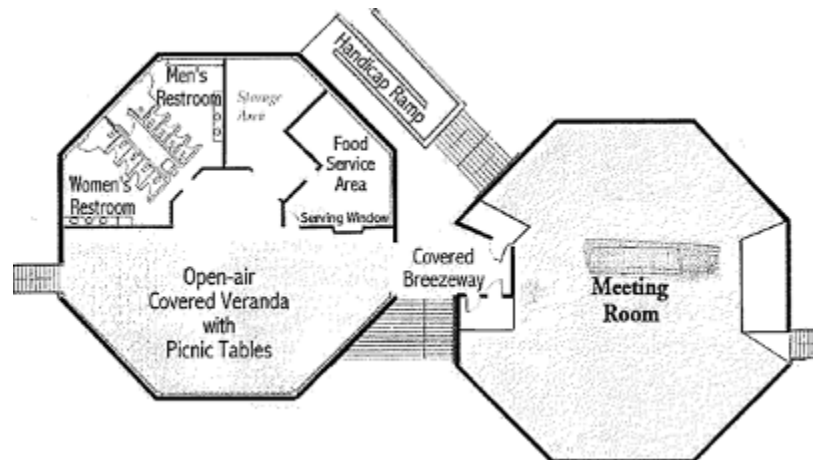 Men's
Restroom
Storage
Area
Handicap Ramp
Food
Service
Area
Women's
Restroom
Serving Window
Open-air
Covered Veranda
with
Picnic Tables
Covered
Breezeway
Meeting
Room